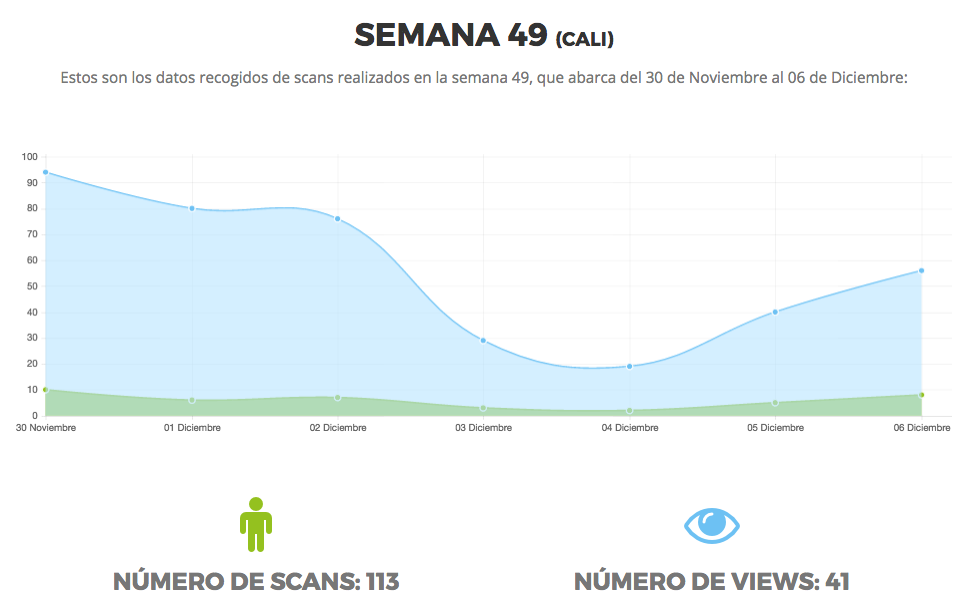 SEMANA 49 (CALI)
Estos son los datos recogidos de scans realizados en la semana 49, que abarca del 30 de Noviembre al 06 de Diciembre:
100
90
80
70
60
50
40
30
20
10
0
30 Noviembre 01 Diciembre 02 Diciembre 03 Diciembre 04 Diciembre 05 Diciembre 06 Diciembre
NÚMERO DE SCANS: 113 NÚMERO DE VIEWS: 41